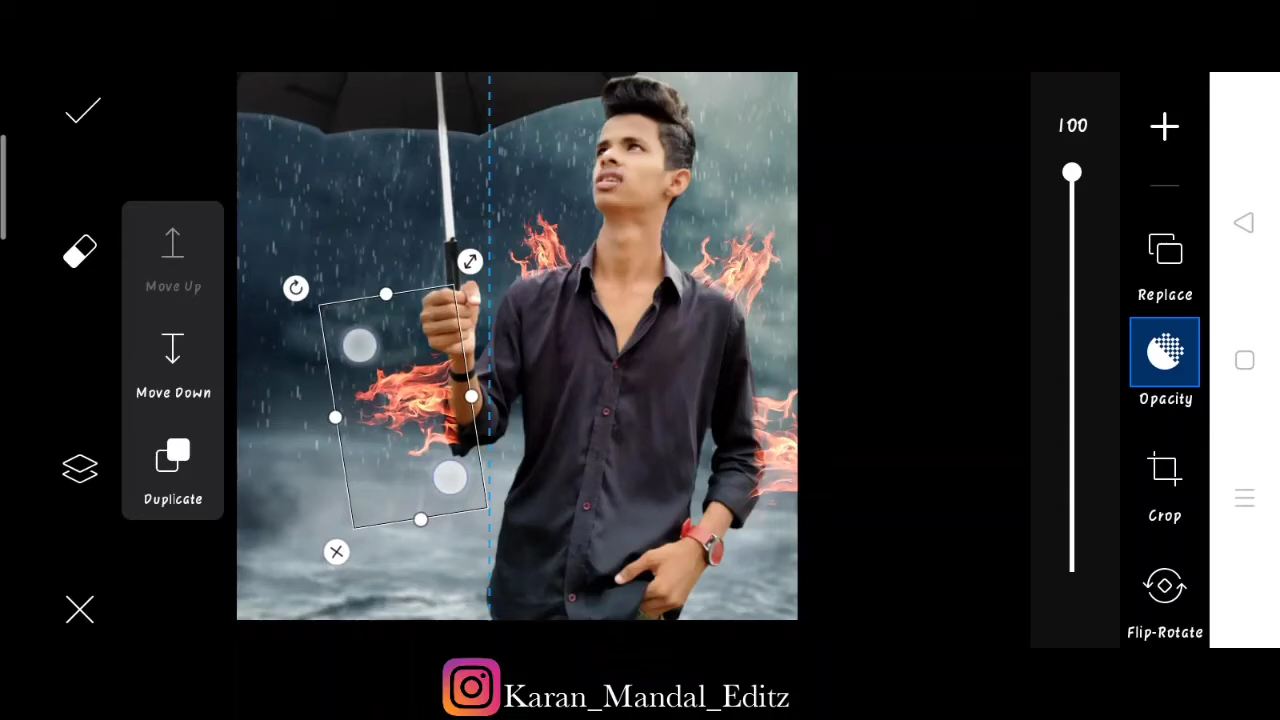 100
Move Up
Replace
Move Down
Opacity
Duplicate
Crop
Flip-Rotate
Karan_Mandal_Editz